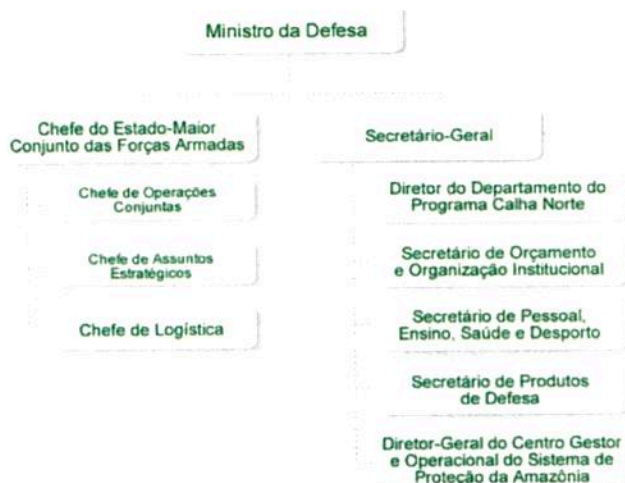 Ministro da Defesa
Chefe do Estado-Maior
Conjunto das Forças Armadas
Chefe de Operações
Conjuntas
Chefe de Assuntos
Estratégicos
Chefe de Logística
Secretário-Geral
Diretor do Departamento do
Programa Calha Norte
Secretário de Orçamento
e Organização Institucional
Secretário de Pessoal,
Ensino, Saúde e Desporto
Secretário de Produtos
de Defesa
Diretor-Geral do Centro Gestor
e Operacional do Sistema de
Proteção da Amazônia